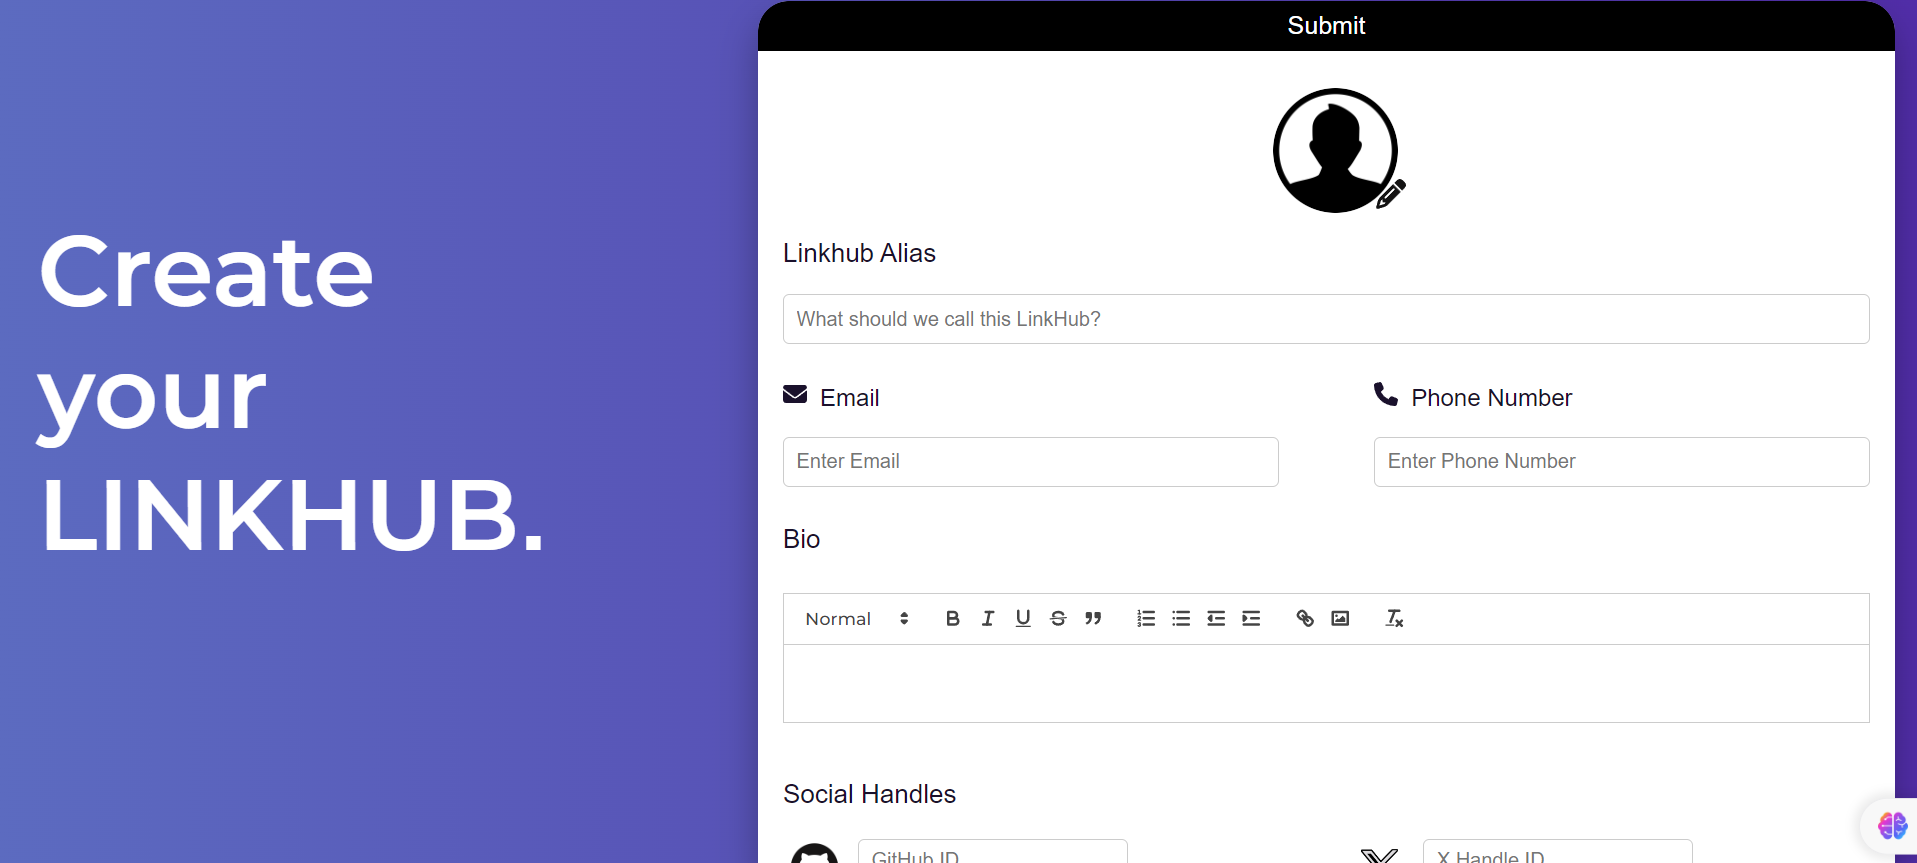 Create
your
LINKHUB.
Submit
Linkhub Alias
What should we call this LinkHub?
Email
Phone Number
Enter Email
Enter Phone Number
Bio
Normal
Social Handles
GitHub ID
X Handle ID